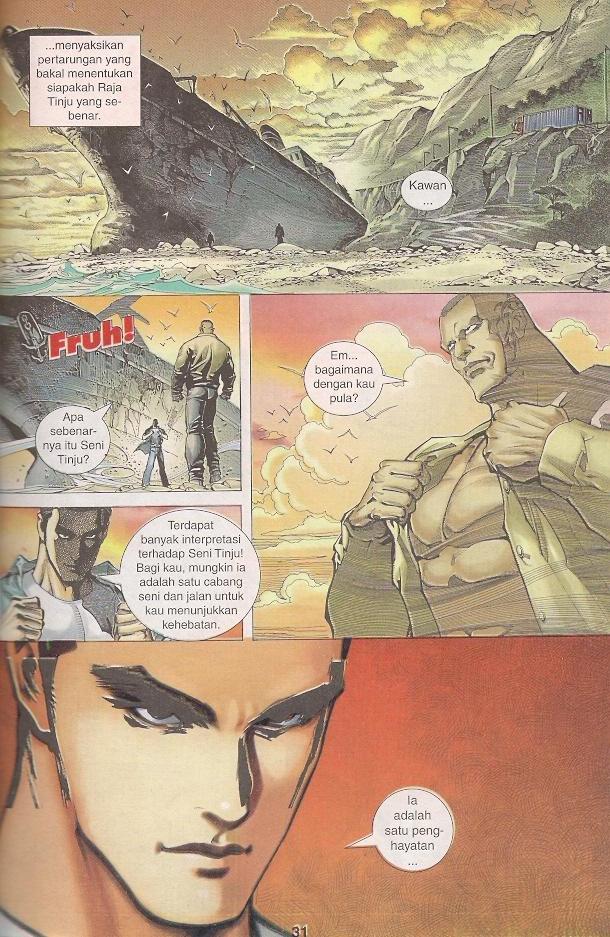 ...menyaksikan
pertarungan yang
bakal menentukan
siapakah Raja
Tinju yang se-
benar.
Kawan
...
Fruh!
Apa
sebenar-
nya itu Seni
Tinju?
Em...
bagaimana
dengan kau
pula?
Terdapat
banyak interpretasi
terhadap Seni Tinju!
Bagi kau, mungkin ia
adalah satu cabang
seni dan jalan untuk
kau menunjukkan
kehebatan.
Ia
adalah
satu peng-
hayatan
...
31